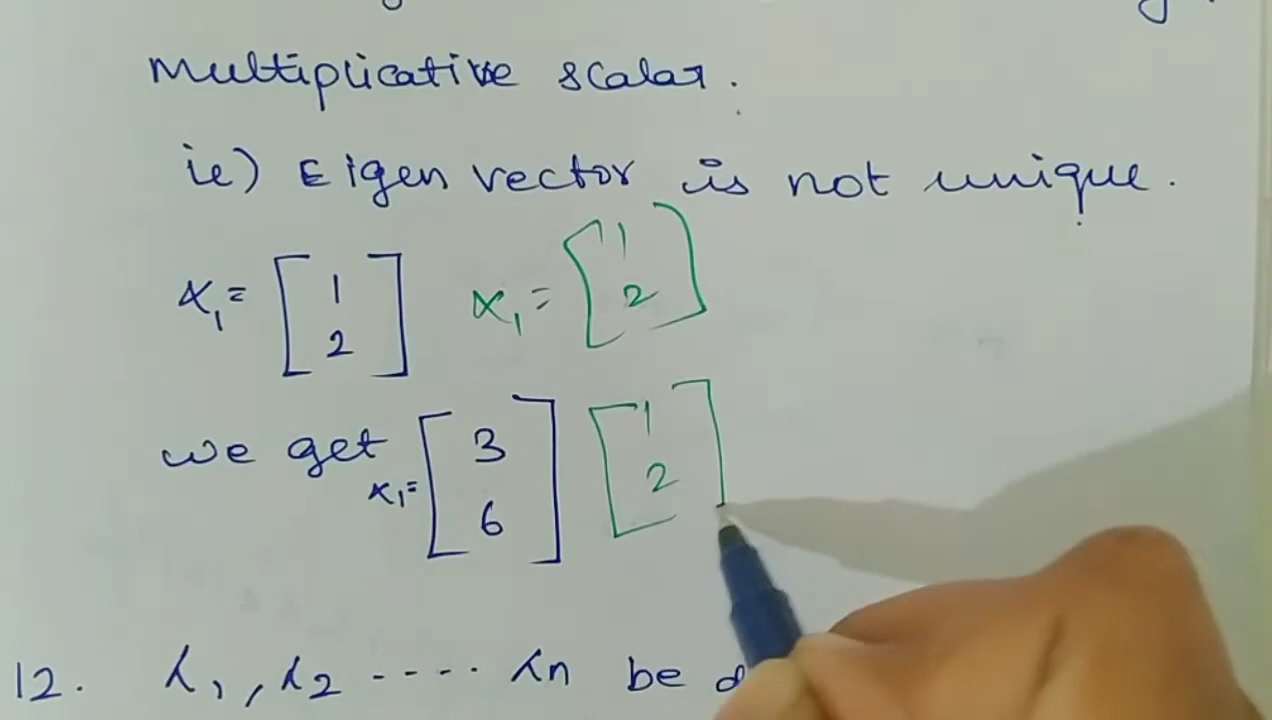 multiplicative scalar.
ie) Eigen vector is not unique.
x₁ = [ 1 2 ] x₁ = [ 1 2 ]
we get x₁ = [ 3 6 ] [ 1 2 ]
12. λ₁, λ₂ ---- λn be d